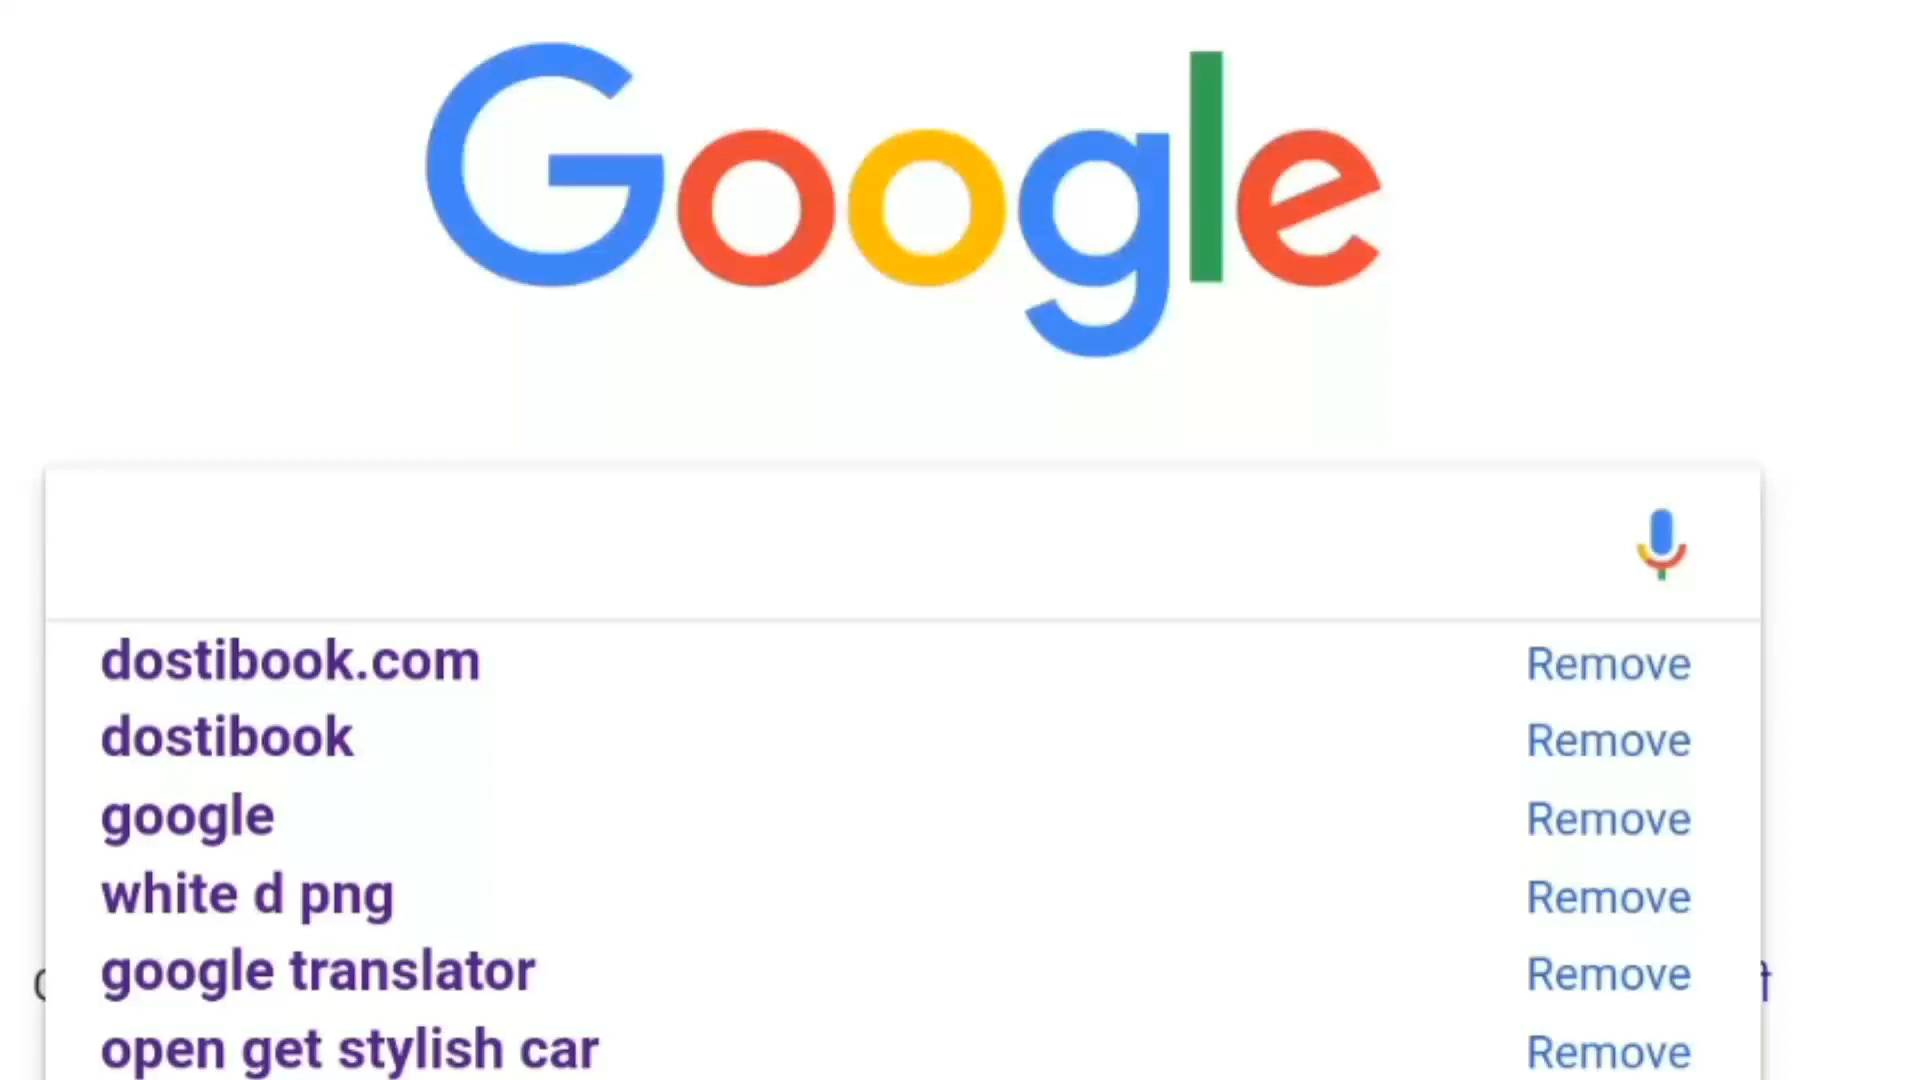 Google
dostibook.com Remove
dostibook Remove
google Remove
white d png Remove
google translator Remove
open get stylish car Remove